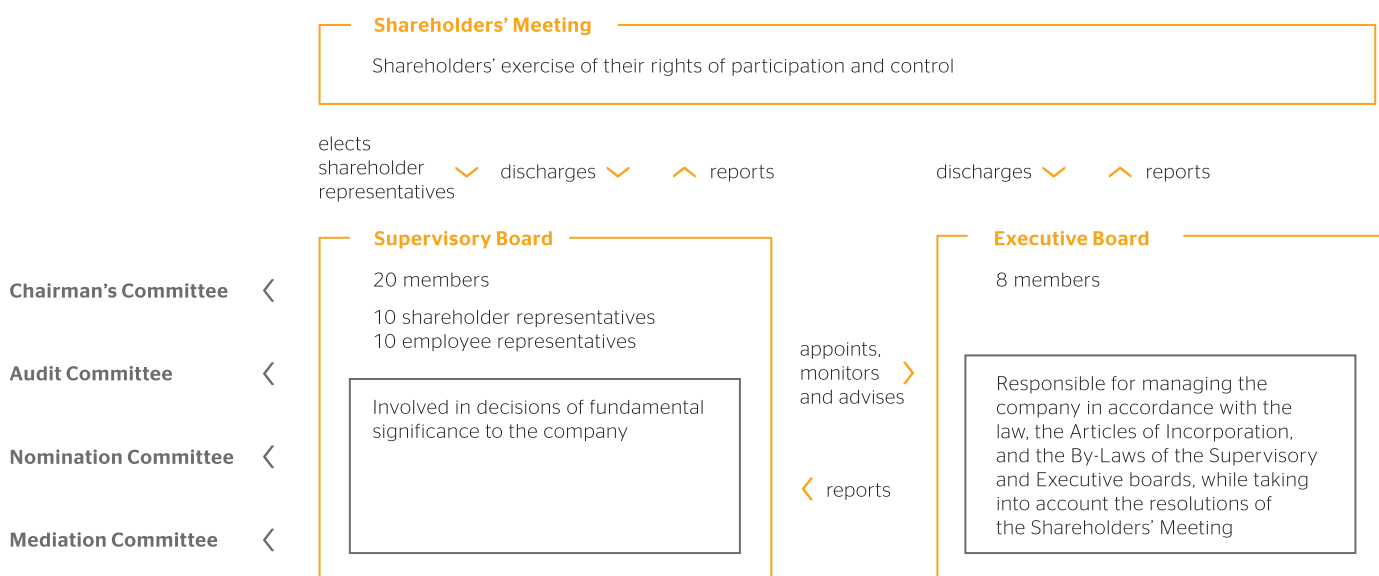 Shareholders’ Meeting
Shareholders’ exercise of their rights of participation and control
elects
shareholder
representatives
discharges
reports
discharges
reports
Supervisory Board
20 members
10 shareholder representatives
10 employee representatives
Involved in decisions of fundamental
significance to the company
Chairman’s Committee
Audit Committee
Nomination Committee
Mediation Committee
appoints,
monitors
and advises
reports
Executive Board
8 members
Responsible for managing the
company in accordance with the
law, the Articles of Incorporation,
and the By-Laws of the Supervisory
and Executive boards, while taking
into account the resolutions of
the Shareholders’ Meeting